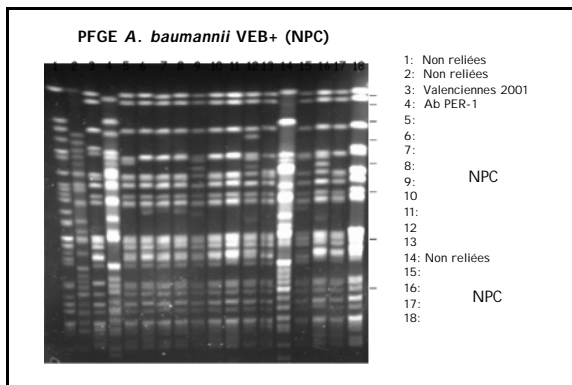 PFGE A. baumannii VEB+ (NPC)
1 2 3 4 5 6 7 8 9 10 11 12 13 14 15 16 17 18
1: Non reliées
2: Non reliées
3: Valenciennes 2001
4: Ab PER-1
5:
6:
7:
8:
9:
NPC
10
11:
12
13
14: Non reliées
15:
16:
NPC
17:
18: